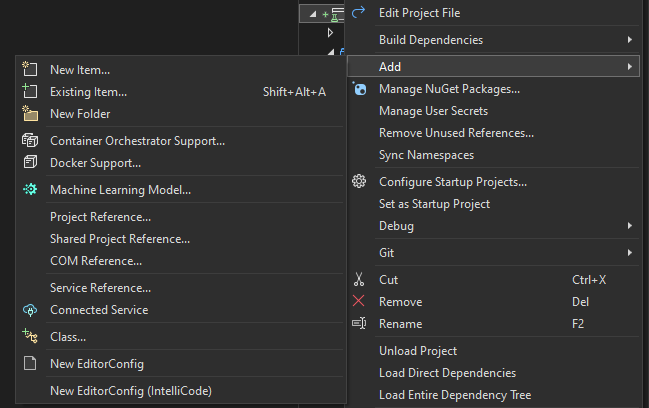 Edit Project File
Build Dependencies
Add
Manage NuGet Packages...
Manage User Secrets
Remove Unused References...
Sync Namespaces
Configure Startup Projects...
Set as Startup Project
Debug
Git
Cut Ctrl+X
Remove Del
Rename F2
Unload Project
Load Direct Dependencies
Load Entire Dependency Tree
New Item...
Existing Item... Shift+Alt+A
New Folder
Container Orchestrator Support...
Docker Support...
Machine Learning Model...
Project Reference...
Shared Project Reference...
COM Reference...
Service Reference...
Connected Service
Class...
New EditorConfig
New EditorConfig (IntelliCode)